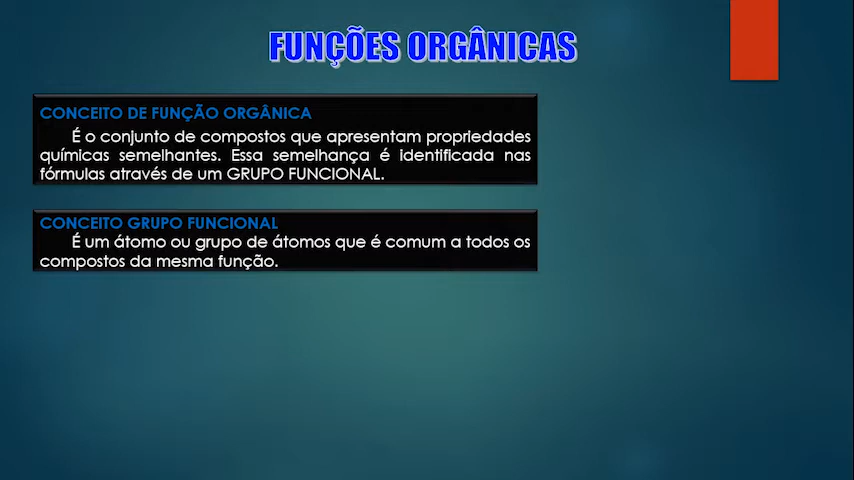 FUNÇÕES ORGÂNICAS
CONCEITO DE FUNÇÃO ORGÂNICA
É o conjunto de compostos que apresentam propriedades
químicas semelhantes. Essa semelhança é identificada nas
fórmulas através de um GRUPO FUNCIONAL.
CONCEITO GRUPO FUNCIONAL
É um átomo ou grupo de átomos que é comum a todos os
compostos da mesma função.